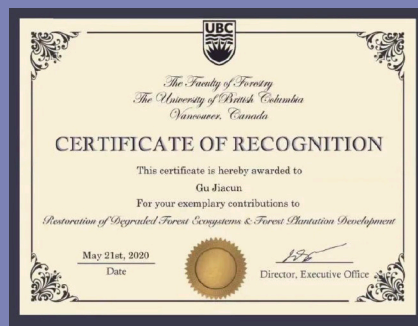 UBC
The Faculty of Forestry
The University of British Columbia
Vancouver, Canada
CERTIFICATE OF RECOGNITION
This certificate is hereby awarded to
Gu Jiacun
For your exemplary contributions to
Restoration of Degraded Forest Ecosystems & Forest Plantation Development
May 21st, 2020
Date
Director, Executive Office